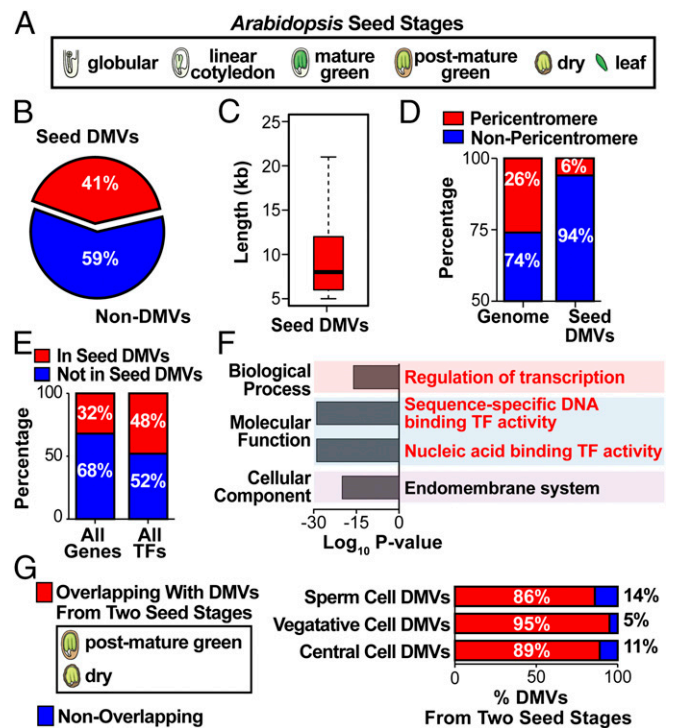 A
Arabidopsis Seed Stages
globular
linear
cotyledon
mature
green
post-mature
green
dry
leaf
B
Seed DMVs
41%
59%
Non-DMVs
C
Length (kb)
25
20
15
10
5
Seed DMVs
D
Pericentromere
Non-Pericentromere
Percentage
100
75
50
26%
74%
6%
94%
Genome
Seed
DMVs
E
In Seed DMVs
Not in Seed DMVs
Percentage
100
50
0
32%
68%
48%
52%
All
Genes
All
TFs
F
Biological
Process
Regulation of transcription
Molecular
Function
Sequence-specific DNA
binding TF activity
Nucleic acid binding TF activity
Cellular
Component
Endomembrane system
-30 -15 0
Log10 P-value
G
Overlapping With DMVs
From Two Seed Stages
post-mature green
dry
Non-Overlapping
Sperm Cell DMVs 86% 14%
Vegatative Cell DMVs 95% 5%
Central Cell DMVs 89% 11%
0 50 100
% DMVs
From Two Seed Stages